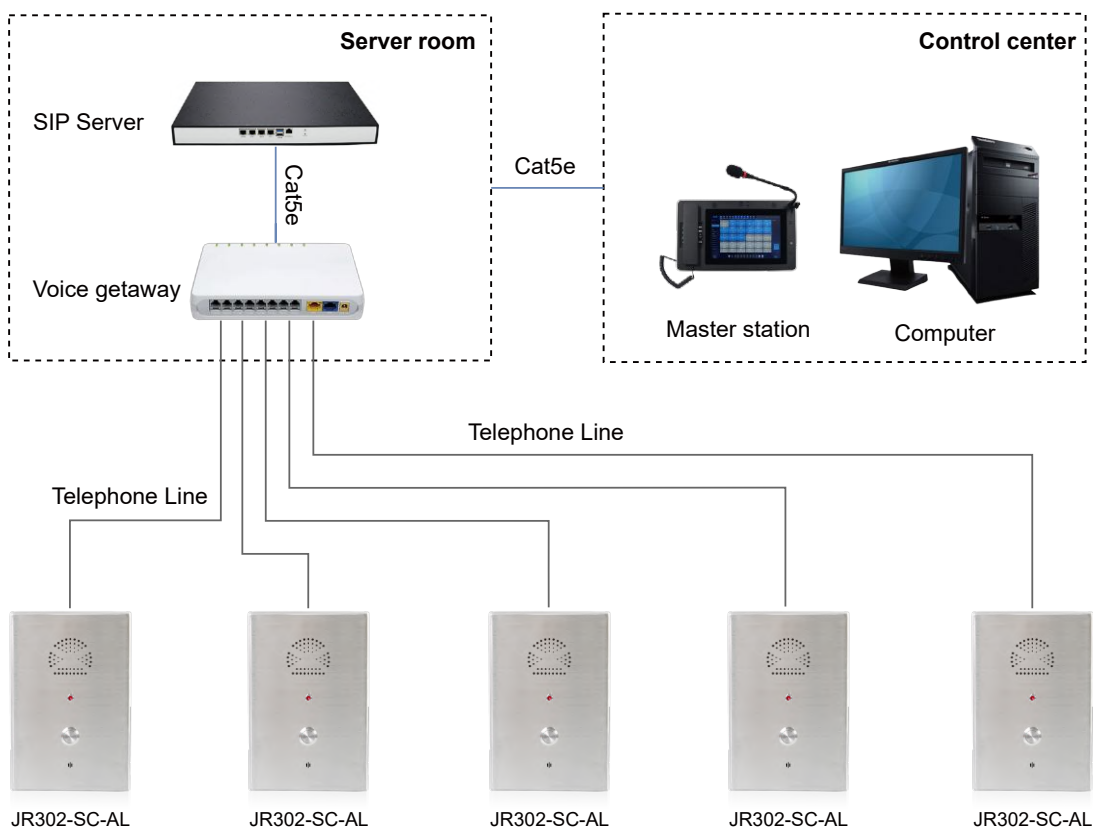 Server room
Control center
SIP Server
Cat5e
Cat5e
Voice getaway
Master station
Computer
Telephone Line
Telephone Line
JR302-SC-AL
JR302-SC-AL
JR302-SC-AL
JR302-SC-AL
JR302-SC-AL